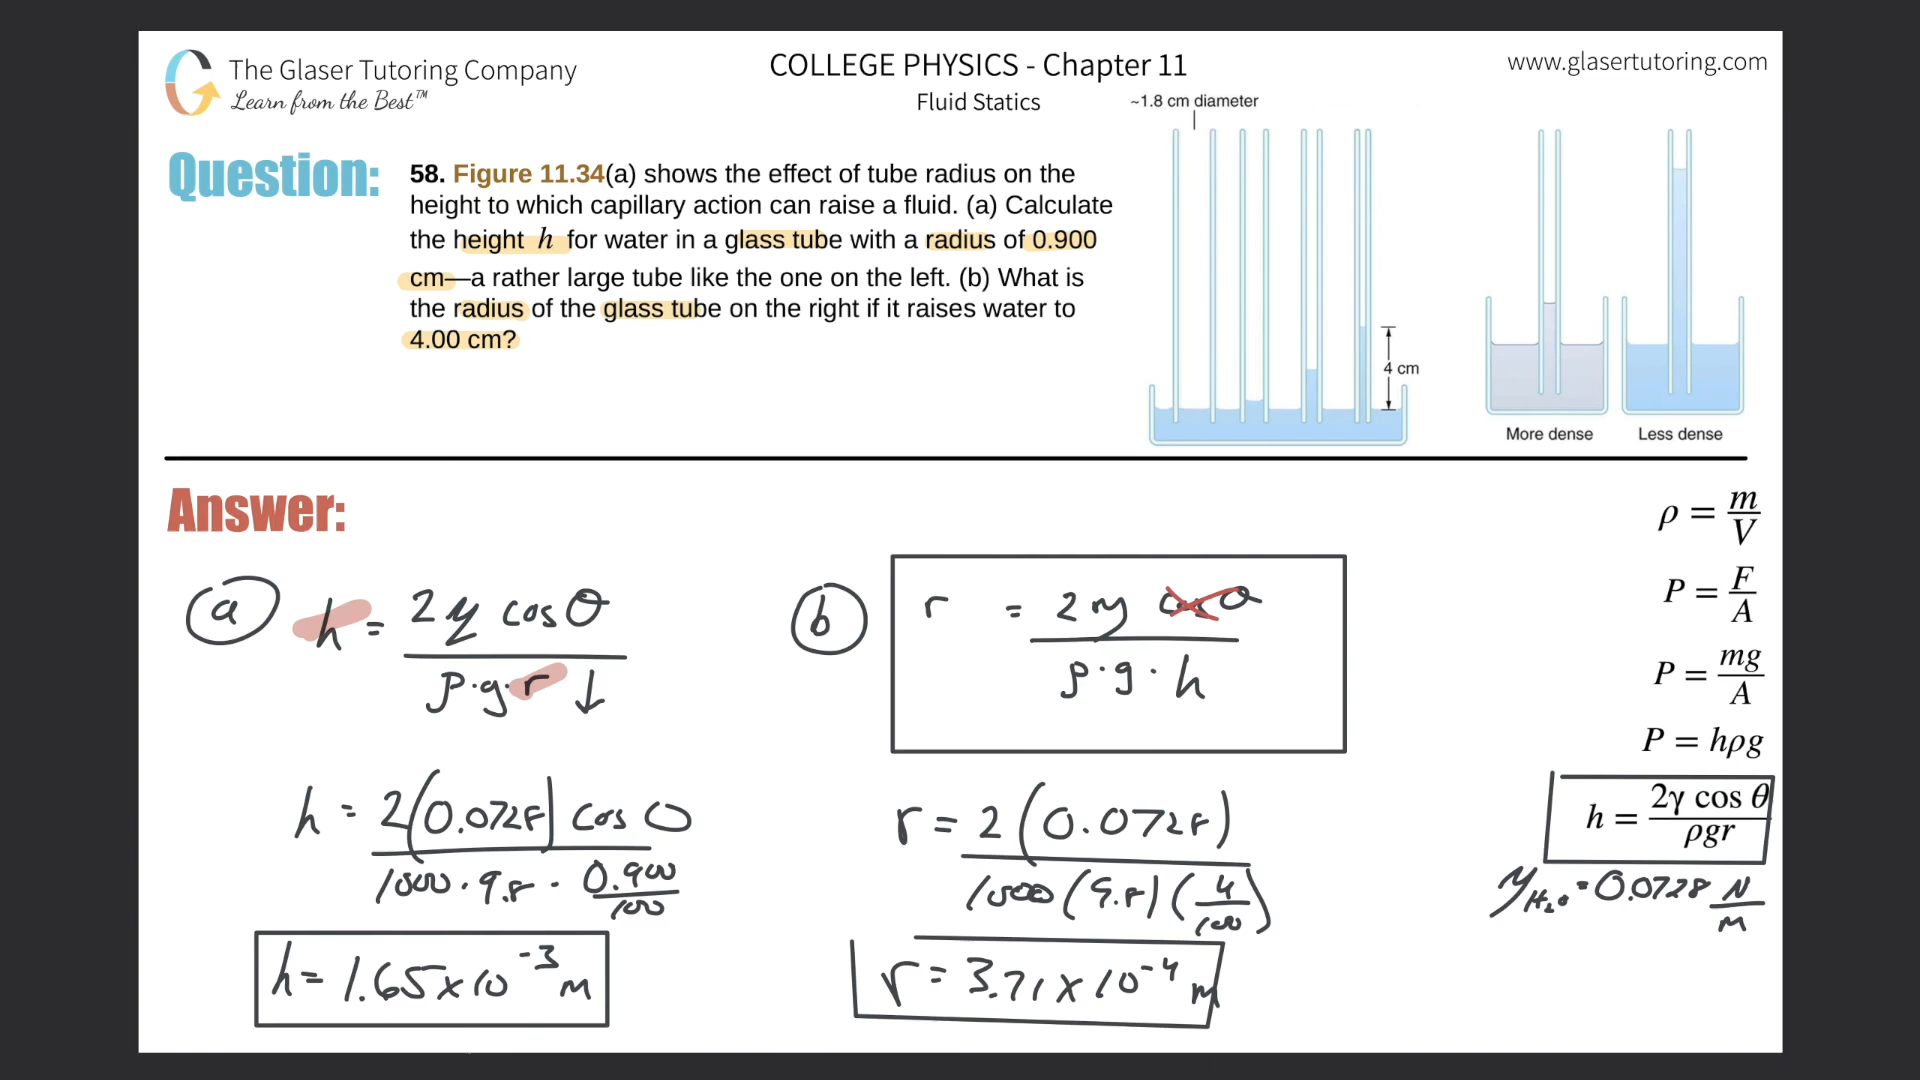 The Glaser Tutoring Company
Learn from the Best™
COLLEGE PHYSICS - Chapter 11
Fluid Statics
www.glasertutoring.com
~1.8 cm diameter
Question:
58. Figure 11.34(a) shows the effect of tube radius on the
height to which capillary action can raise a fluid. (a) Calculate
the height h for water in a glass tube with a radius of 0.900
cm—a rather large tube like the one on the left. (b) What is
the radius of the glass tube on the right if it raises water to
4.00 cm?
4 cm
More dense
Less dense
Answer:
ρ = m/V
P = F/A
P = mg/A
P = hρg
h = 2γ cos θ / ρgr
γH₂O = 0.0728 N/m
a
h = 2γ cos θ / ρ·g·r ↓
h = 2(0.0728) cos 0 / 1000 · 9.8 · 0.900/100
h = 1.65 x 10⁻³ m
b
r = 2γ cos θ / ρ·g·h
r = 2(0.0728) / 1000(9.8)(4/100)
r = 3.71 x 10⁻⁴ m